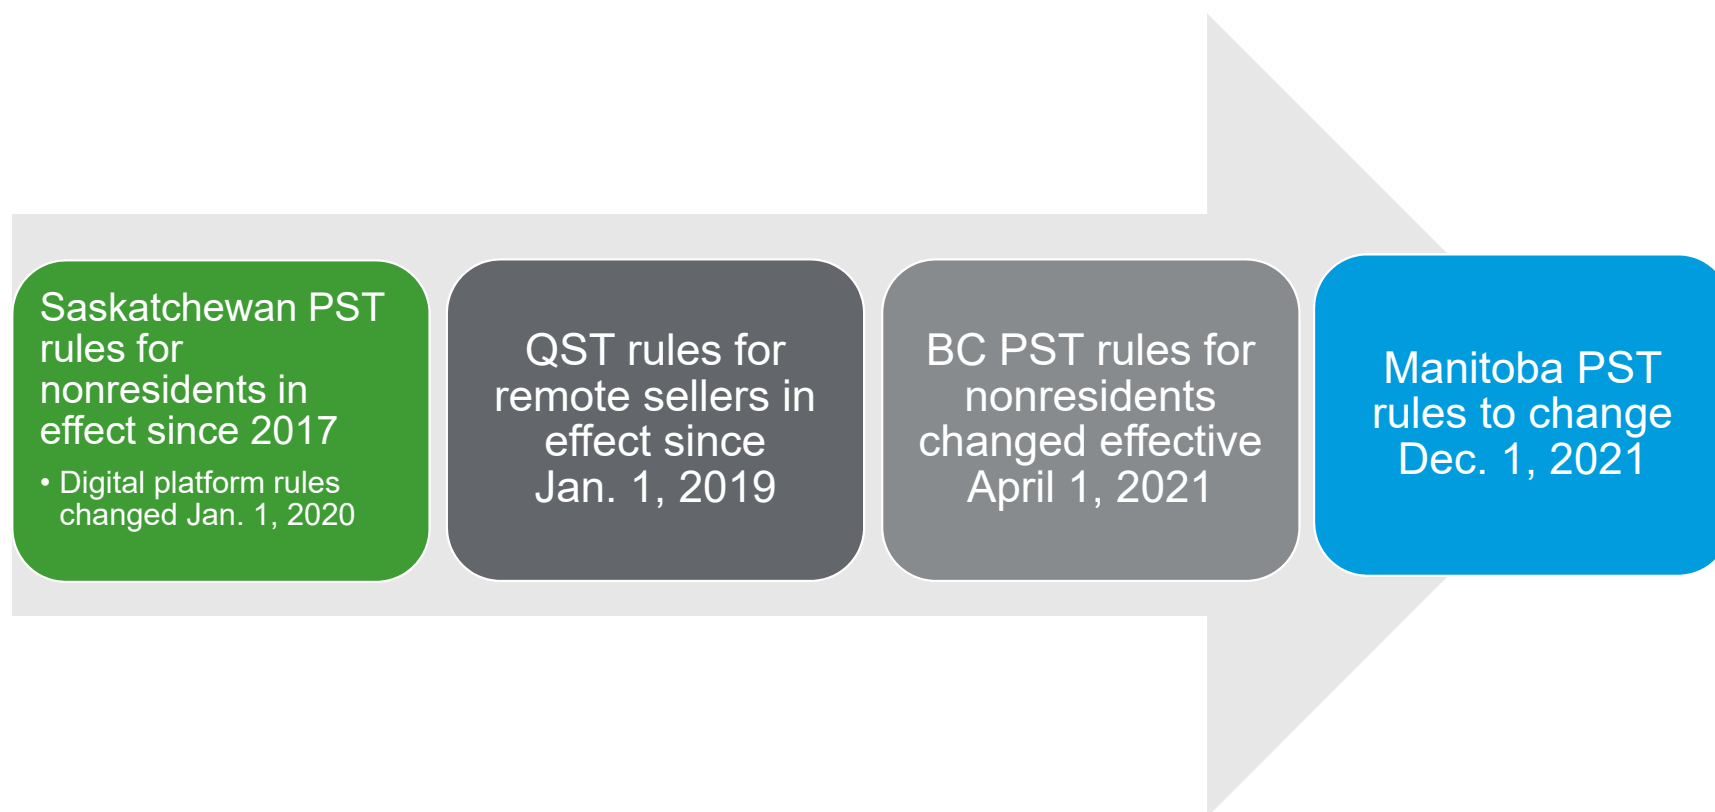 Saskatchewan PST
rules for
nonresidents in
effect since 2017
• Digital platform rules
changed Jan. 1, 2020
QST rules for
remote sellers in
effect since
Jan. 1, 2019
BC PST rules for
nonresidents
changed effective
April 1, 2021
Manitoba PST
rules to change
Dec. 1, 2021